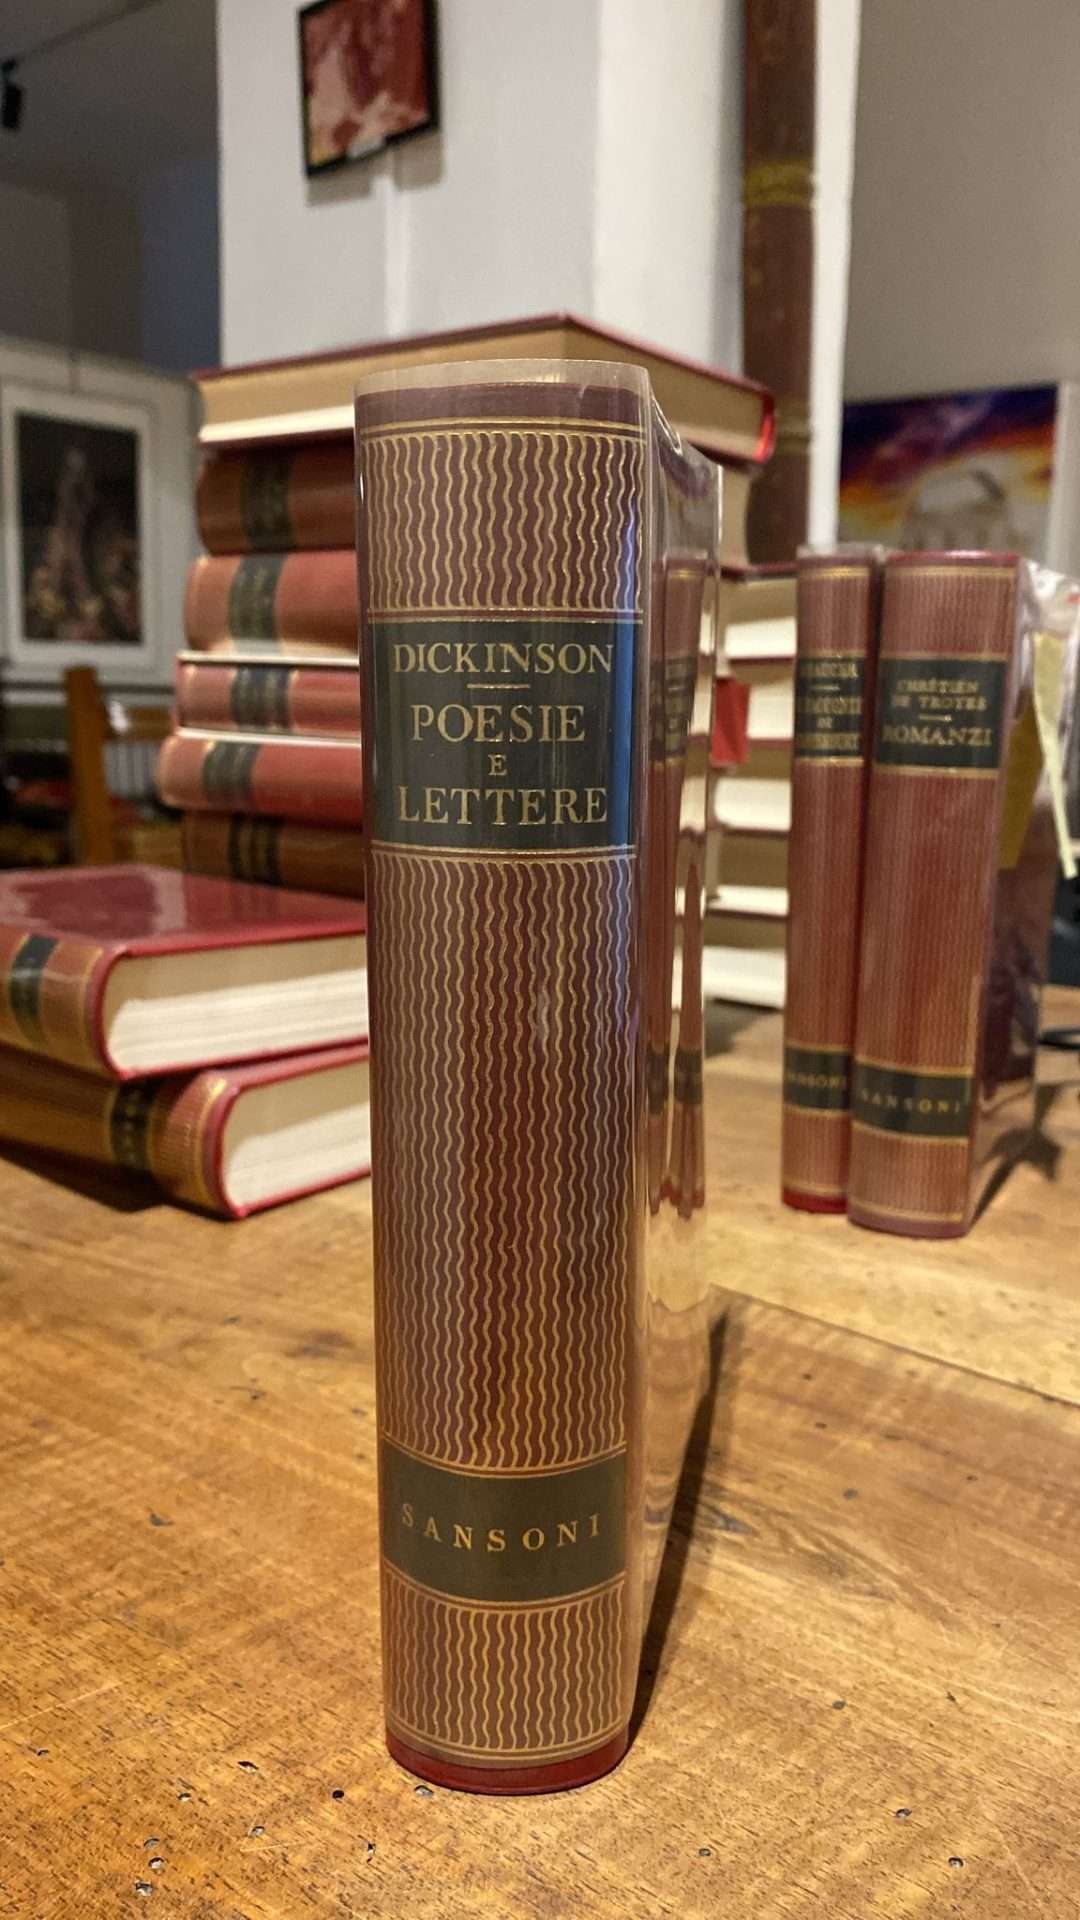 DICKINSON
POESIE
E
LETTERE
SANSONI
CHRÉTIEN
DE TROYES
ROMANZI
SANSONI
SANSONI